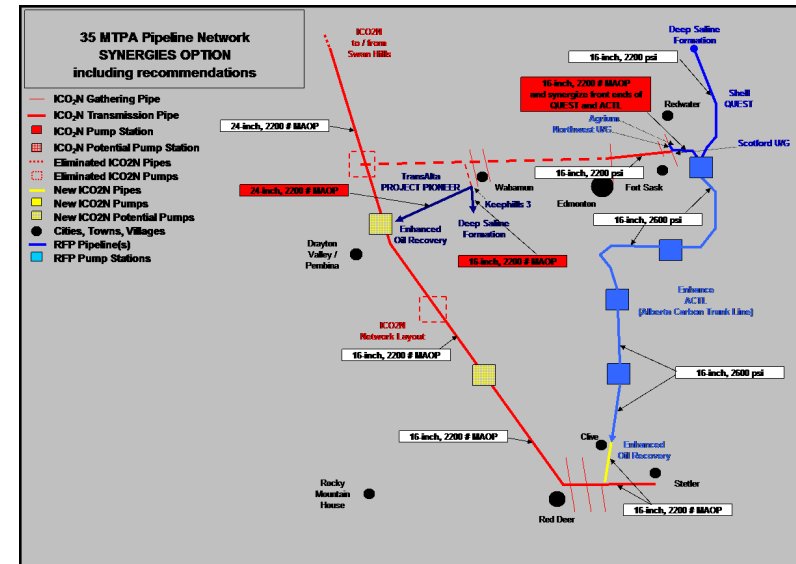 35 MTPA Pipeline Network
SYNERGIES OPTION
including recommendations
ICO₂N Gathering Pipe
ICO₂N Transmission Pipe
ICO₂N Pump Station
ICO₂N Potential Pump Station
Eliminated ICO2N Pipes
Eliminated ICO2N Pumps
New ICO2N Pipes
New ICO2N Pumps
New ICO2N Potential Pumps
Cities, Towns, Villages
RFP Pipeline(s)
RFP Pump Stations
ICO2N
to / from
Swan Hills
Deep Saline
Formation
16-inch, 2200 psi
16-inch, 2200 # MAOP
and synergize front ends of
QUEST and ACTL
Shell
QUEST
Redwater
Agrium
Northwest U/G
Scotford U/G
24-inch, 2200 # MAOP
TransAlta
PROJECT PIONEER
Wabamun
16-inch, 2200 psi
Fort Sask
Edmonton
24-inch, 2200 # MAOP
Keephills 3
Enhanced
Oil Recovery
Deep Saline
Formation
16-inch, 2600 psi
Drayton
Valley /
Pembina
16-inch, 2200 # MAOP
Enhance
ACTL
(Alberta Carbon Trunk Line)
ICO2N
Network Layout
16-inch, 2200 # MAOP
16-inch, 2600 psi
16-inch, 2200 # MAOP
Clive
Enhanced
Oil Recovery
Stetler
Rocky
Mountain
House
Red Deer
16-inch, 2200 # MAOP